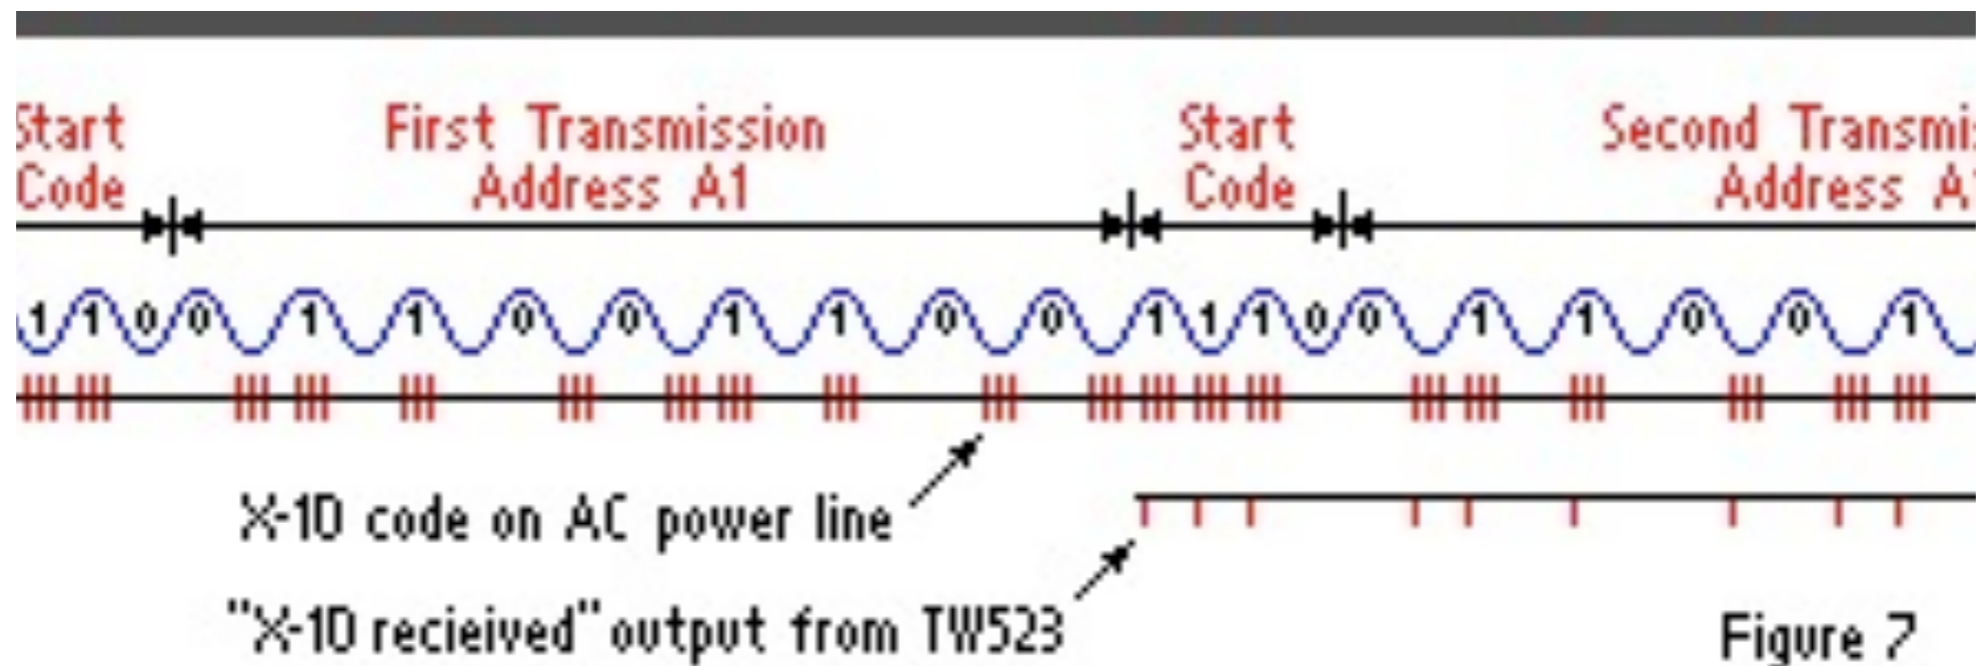 Start First Transmission Start Second Transmis
Code Address A1 Code Address A1
1 1 0 0 1 1 0 0 1 1 0 0 1 1 1 0 0 1 1 0 0 1
X-10 code on AC power line
"X-10 recieived" output from TW523
Figure 7